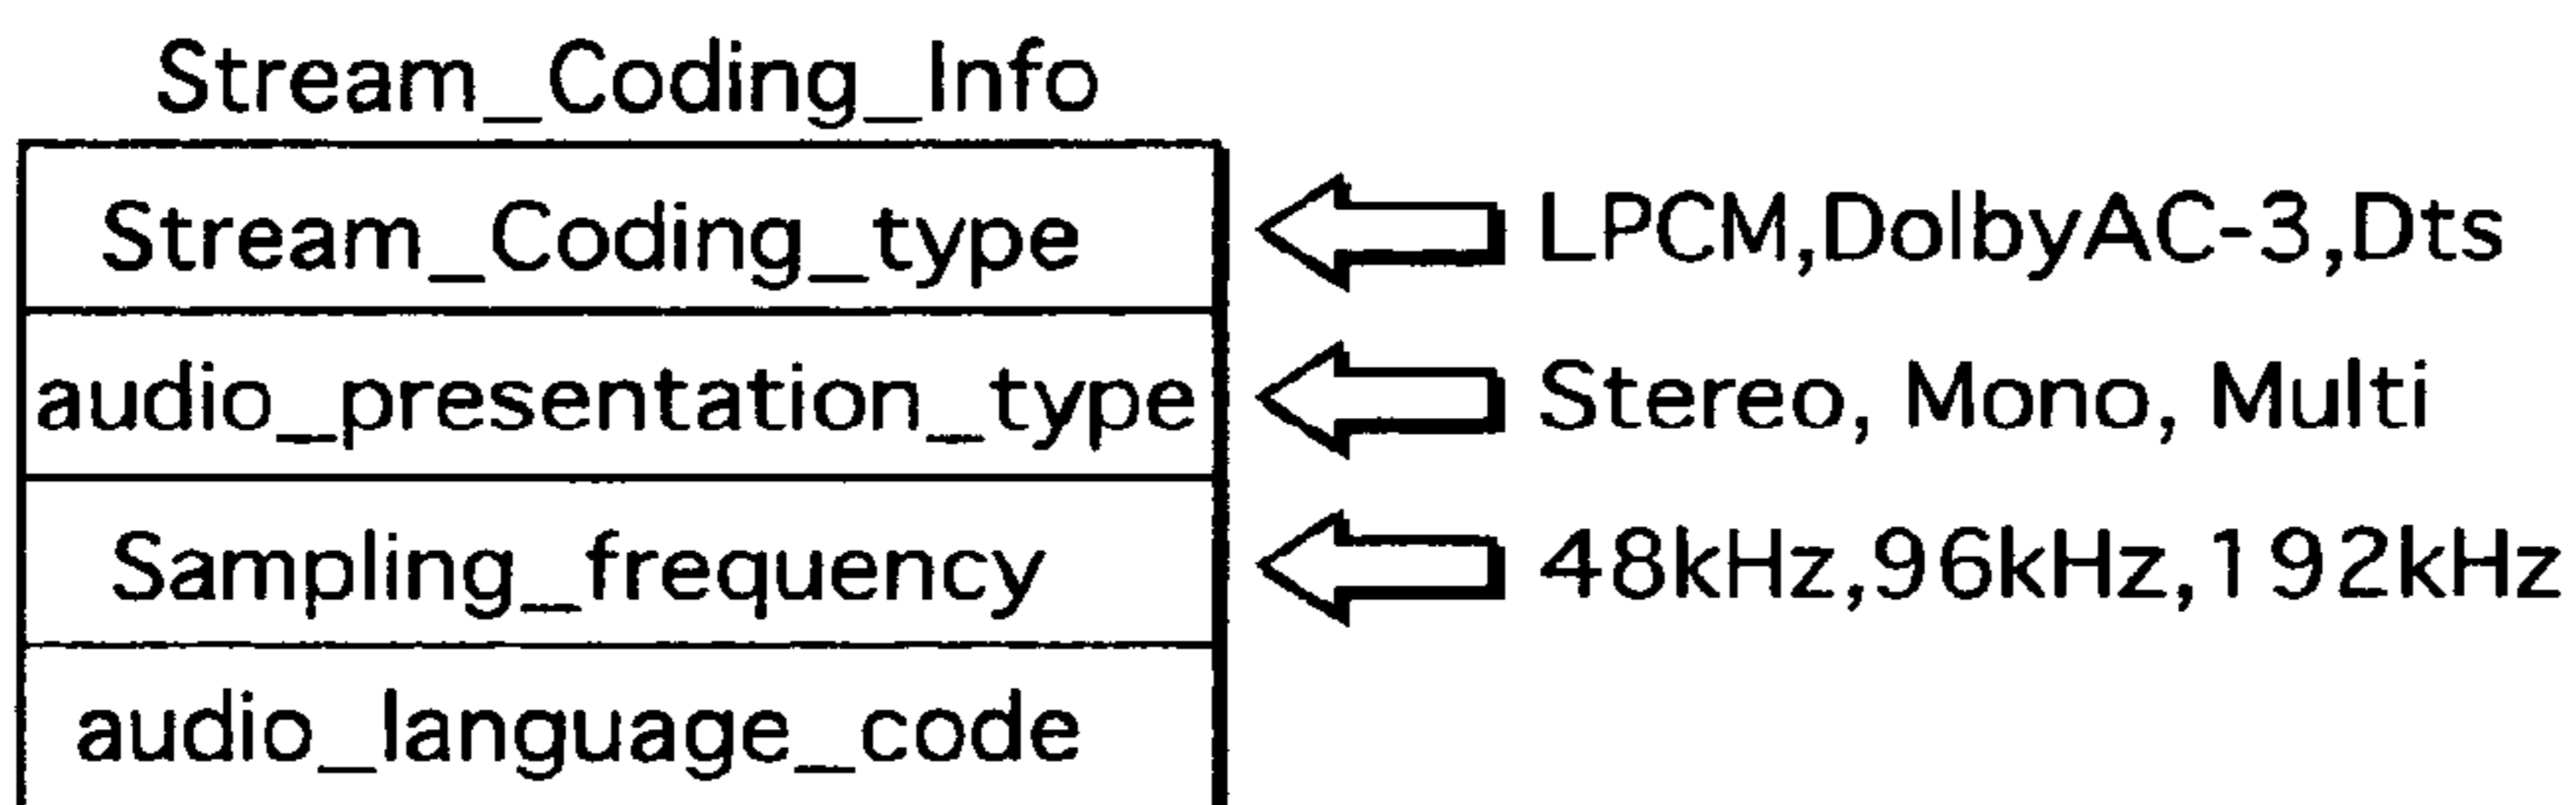 Stream_Coding_Info
Stream_Coding_type LPCM,DolbyAC-3,Dts
audio_presentation_type Stereo, Mono, Multi
Sampling_frequency 48kHz,96kHz,192kHz
audio_language_code